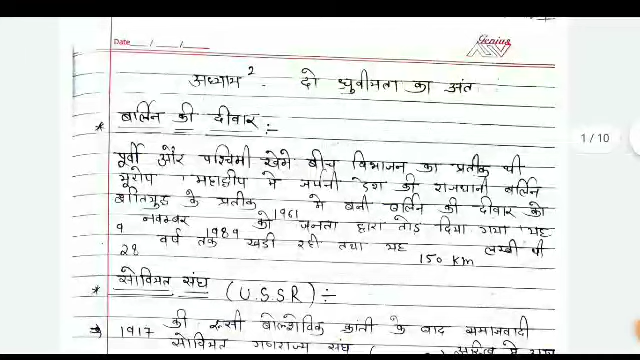 Genius
Date ___/___/___
अध्याय 2 दो ध्रुवीयता का अंत
* बर्लिन की दीवार :-
पूर्वी और पश्चिमी खेमे बीच विभाजन का प्रतीक थी
यूरोप महाद्वीप मे जर्मनी देश की राजधानी बर्लिन
शीतयुद्ध के प्रतीक 1961 मे बनी बर्लिन की दीवार को
9 नवम्बर 1989 को जनता द्वारा तोड़ दिया गया यह
28 वर्ष तक खडी रही तथा यह 150 km लम्बी थी
* सोवियत संघ (U.S.S.R) :-
→ 1917 की रूसी बोल्शेविक क्रांती के बाद समाजवादी
सोवियत गणराज्य संघ
1 / 10